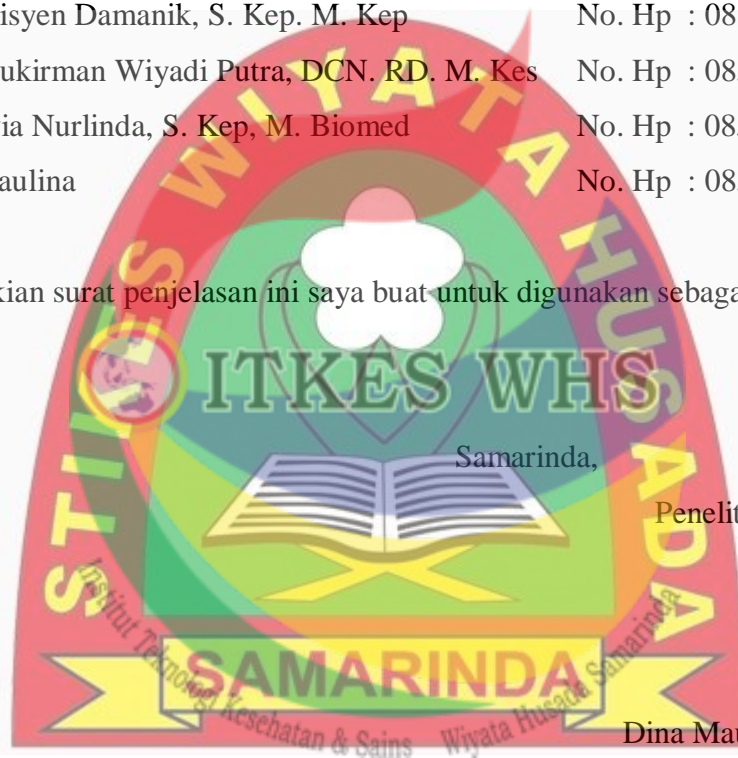 isyen Damanik, S. Kep. M. Kep No. Hp : 08
ukirman Wiyadi Putra, DCN. RD. M. Kes No. Hp : 08
ia Nurlinda, S. Kep, M. Biomed No. Hp : 08
aulina No. Hp : 08
kian surat penjelasan ini saya buat untuk digunakan sebaga
STIKES WIYATA HUSADA
ITKES WHS
Samarinda,
Penelit
SAMARINDA
Institut Teknologi Kesehatan & Sains Wiyata Husada Samarinda
Dina Mau